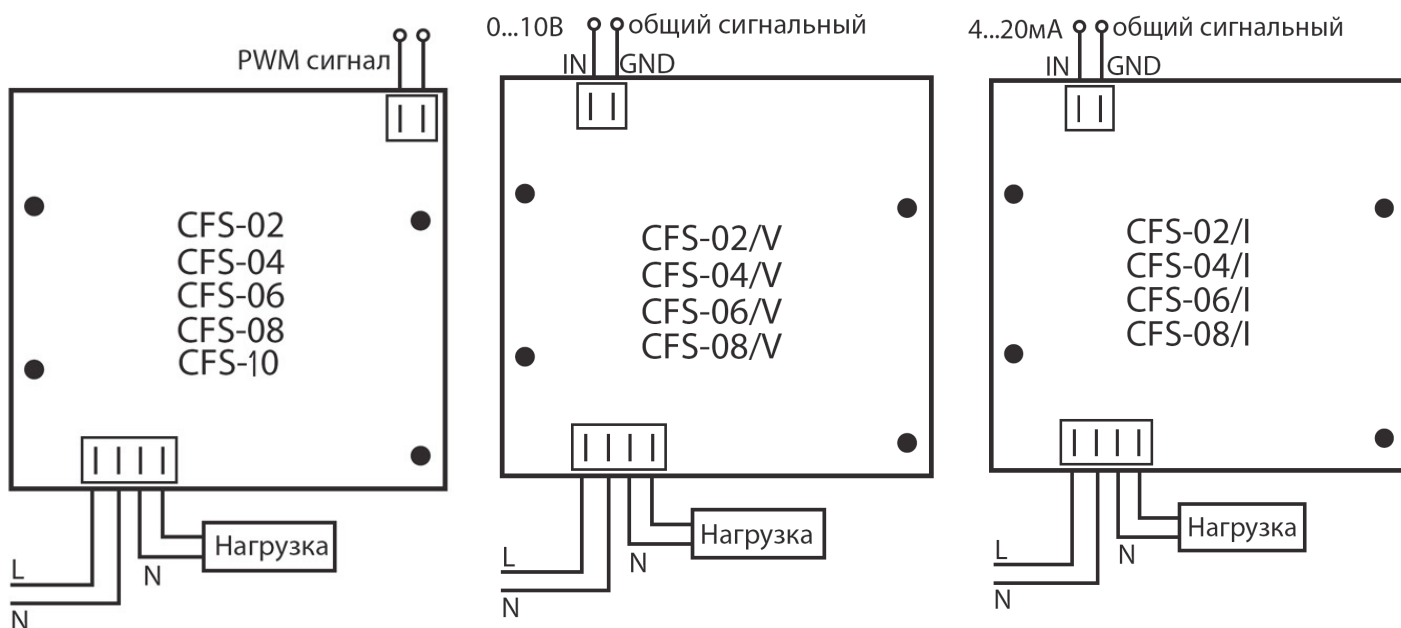 PWM сигнал
CFS-02
CFS-04
CFS-06
CFS-08
CFS-10
Нагрузка
L
N
N
0...10В общий сигнальный
IN GND
CFS-02/V
CFS-04/V
CFS-06/V
CFS-08/V
Нагрузка
L
N
N
4...20мА общий сигнальный
IN GND
CFS-02/I
CFS-04/I
CFS-06/I
CFS-08/I
Нагрузка
L
N
N